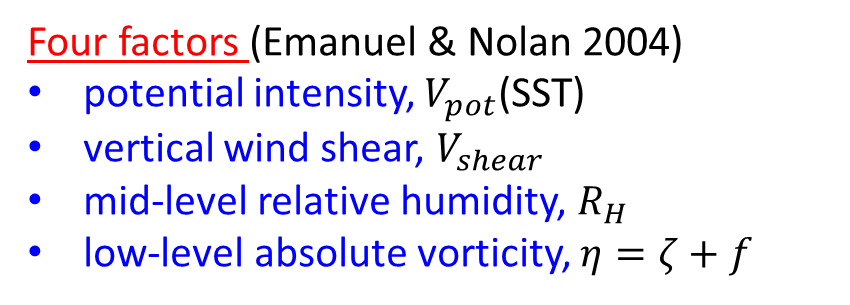 Four factors (Emanuel & Nolan 2004)
• potential intensity, V_pot(SST)
• vertical wind shear, V_shear
• mid-level relative humidity, R_H
• low-level absolute vorticity, η = ζ + f